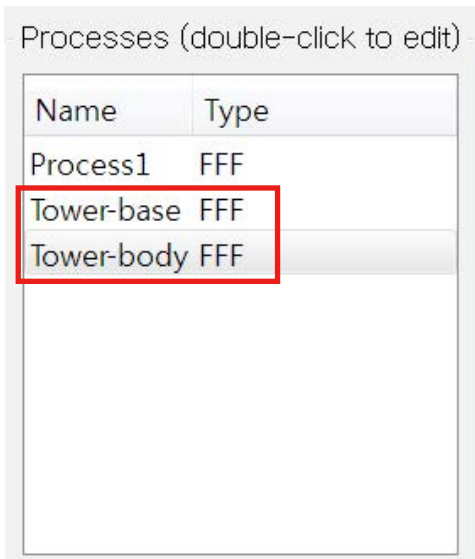 Processes (double-click to edit)
Name Type
Process1 FFF
Tower-base FFF
Tower-body FFF